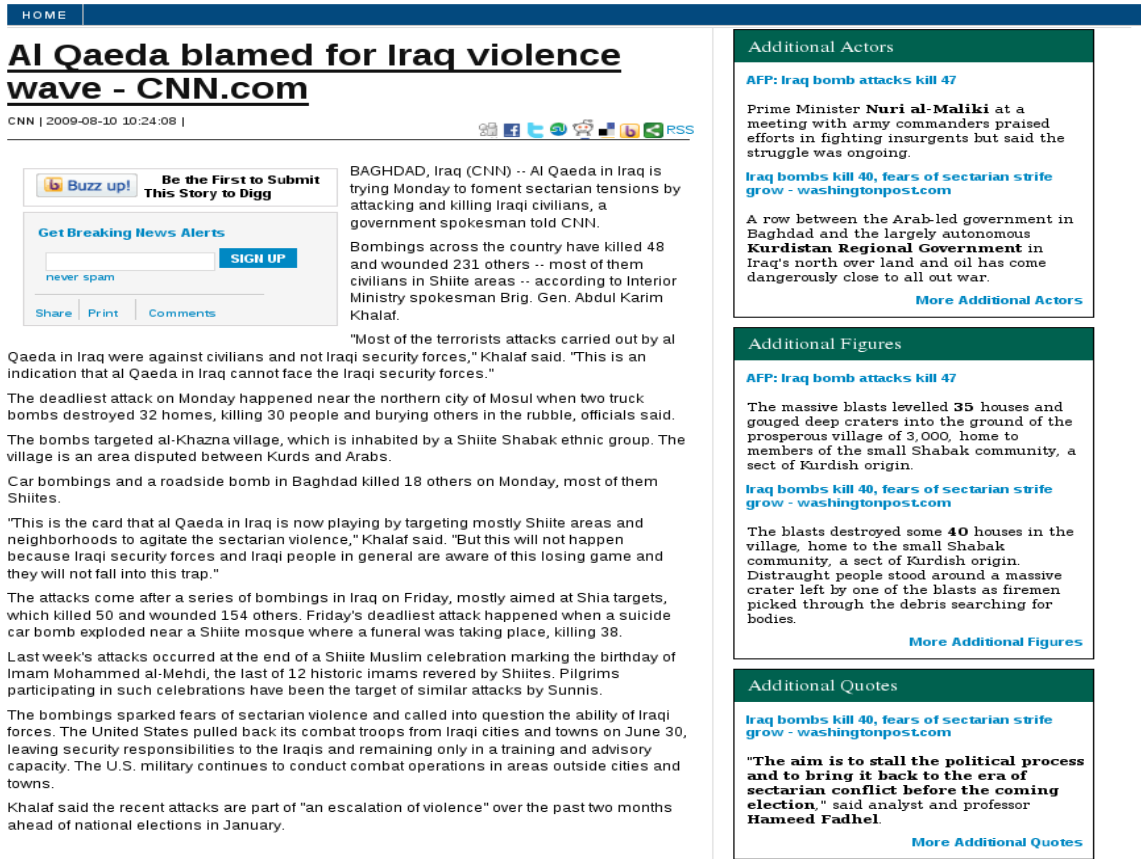 HOME
Al Qaeda blamed for Iraq violence
wave - CNN.com
CNN | 2009-08-10 10:24:08 |
RSS
Buzz up!
Be the First to Submit
This Story to Digg
Get Breaking News Alerts
SIGN UP
never spam
Share
Print
Comments
BAGHDAD, Iraq (CNN) -- Al Qaeda in Iraq is
trying Monday to foment sectarian tensions by
attacking and killing Iraqi civilians, a
government spokesman told CNN.
Bombings across the country have killed 48
and wounded 231 others -- most of them
civilians in Shiite areas -- according to Interior
Ministry spokesman Brig. Gen. Abdul Karim
Khalaf.
"Most of the terrorists attacks carried out by al
Qaeda in Iraq were against civilians and not Iraqi security forces," Khalaf said. "This is an
indication that al Qaeda in Iraq cannot face the Iraqi security forces."
The deadliest attack on Monday happened near the northern city of Mosul when two truck
bombs destroyed 32 homes, killing 30 people and burying others in the rubble, officials said.
The bombs targeted al-Khazna village, which is inhabited by a Shiite Shabak ethnic group. The
village is an area disputed between Kurds and Arabs.
Car bombings and a roadside bomb in Baghdad killed 18 others on Monday, most of them
Shiites.
"This is the card that al Qaeda in Iraq is now playing by targeting mostly Shiite areas and
neighborhoods to agitate the sectarian violence," Khalaf said. "But this will not happen
because Iraqi security forces and Iraqi people in general are aware of this losing game and
they will not fall into this trap."
The attacks come after a series of bombings in Iraq on Friday, mostly aimed at Shia targets,
which killed 50 and wounded 154 others. Friday's deadliest attack happened when a suicide
car bomb exploded near a Shiite mosque where a funeral was taking place, killing 38.
Last week's attacks occurred at the end of a Shiite Muslim celebration marking the birthday of
Imam Mohammed al-Mehdi, the last of 12 historic imams revered by Shiites. Pilgrims
participating in such celebrations have been the target of similar attacks by Sunnis.
The bombings sparked fears of sectarian violence and called into question the ability of Iraqi
forces. The United States pulled back its combat troops from Iraqi cities and towns on June 30,
leaving security responsibilities to the Iraqis and remaining only in a training and advisory
capacity. The U.S. military continues to conduct combat operations in areas outside cities and
towns.
Khalaf said the recent attacks are part of "an escalation of violence" over the past two months
ahead of national elections in January.
Additional Actors
AFP: Iraq bomb attacks kill 47
Prime Minister Nuri al-Maliki at a
meeting with army commanders praised
efforts in fighting insurgents but said the
struggle was ongoing.
Iraq bombs kill 40, fears of sectarian strife
grow - washingtonpost.com
A row between the Arab-led government in
Baghdad and the largely autonomous
Kurdistan Regional Government in
Iraq's north over land and oil has come
dangerously close to all out war.
More Additional Actors
Additional Figures
AFP: Iraq bomb attacks kill 47
The massive blasts levelled 35 houses and
gouged deep craters into the ground of the
prosperous village of 3,000, home to
members of the small Shabak community, a
sect of Kurdish origin.
Iraq bombs kill 40, fears of sectarian strife
grow - washingtonpost.com
The blasts destroyed some 40 houses in the
village, home to the small Shabak
community, a sect of Kurdish origin.
Distraught people stood around a massive
crater left by one of the blasts as firemen
picked through the debris searching for
bodies.
More Additional Figures
Additional Quotes
Iraq bombs kill 40, fears of sectarian strife
grow - washingtonpost.com
"The aim is to stall the political process
and to bring it back to the era of
sectarian conflict before the coming
election," said analyst and professor
Hameed Fadhel.
More Additional Quotes